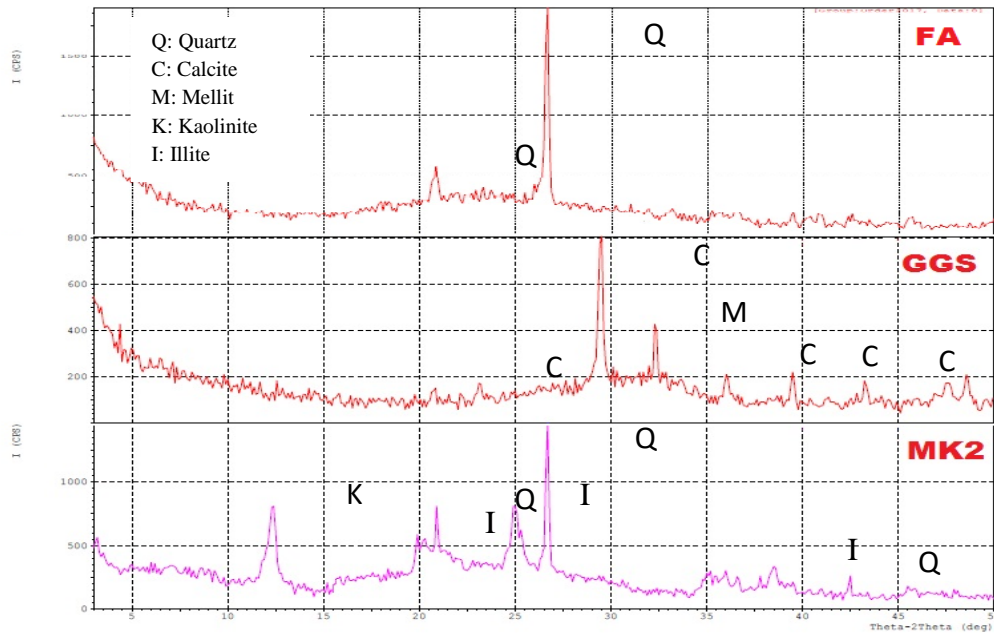 I (CPS)
Q: Quartz
C: Calcite
M: Mellit
K: Kaolinite
I: Illite
Q
FA
Q
I (CPS)
800
600
400
200
C
GGS
M
C
C
C
C
I (CPS)
1000
500
0
Q
MK2
K
I
Q
I
I
Q
5
10
15
20
25
30
35
40
45
Theta-2Theta (deg)